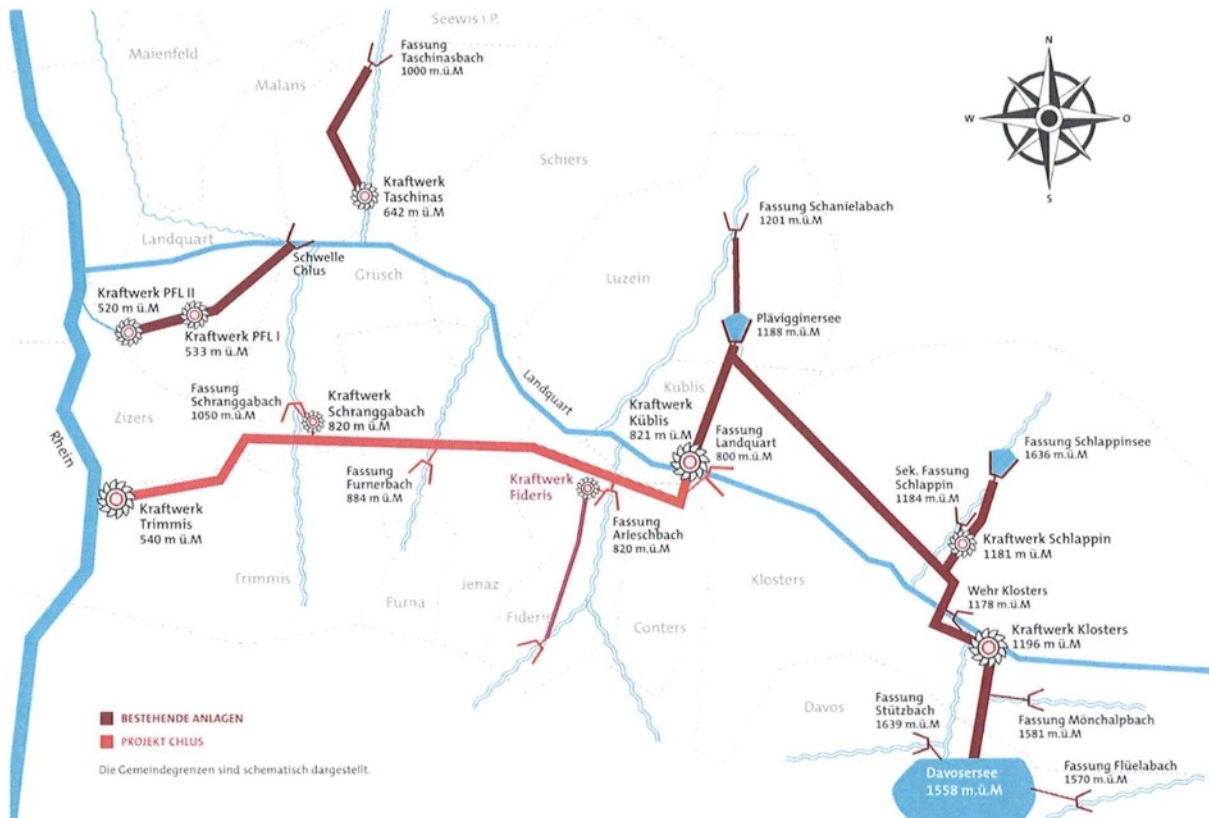 Seewis i.P.
Maienfeld
Fassung
Taschinasbach
1000 m.ü.M
Malans
N
W
O
S
Schiers
Kraftwerk
Taschinas
642 m ü.M
Fassung Schanielabach
1201 m.ü.M
Landquart
Schwelle
Chlus
Grüsch
Luzein
Kraftwerk PFL II
520 m ü.M
Kraftwerk PFL I
533 m ü.M
Plävigginersee
1188 m.ü.M
Landquart
Küblis
Fassung
Schranggabach
1050 m.ü.M
Kraftwerk
Schranggabach
820 m ü.M
Zizers
Rhein
Kraftwerk
Küblis
821 m ü.M
Fassung
Landquart
800 m.ü.M
Fassung Schlappinsee
1636 m.ü.M
Sek. Fassung
Schlappin
1184 m.ü.M
Fassung
Furnerbach
884 m.ü.M
Kraftwerk
Fideris
Kraftwerk
Trimmis
540 m ü.M
Fassung
Arieschbach
820 m.ü.M
Kraftwerk Schlappin
1181 m ü.M
Trimmis
Furna
Jenaz
Fideris
Conters
Klosters
Wehr Klosters
1178 m.ü.M
Kraftwerk Klosters
1196 m ü.M
Davos
Fassung
Stützbach
1639 m.ü.M
Fassung Mönchalpbach
1581 m.ü.M
BESTEHENDE ANLAGEN
PROJEKT CHLUS
Die Gemeindegrenzen sind schematisch dargestellt.
Davosersee
1558 m.ü.M
Fassung Flüelabach
1570 m.ü.M